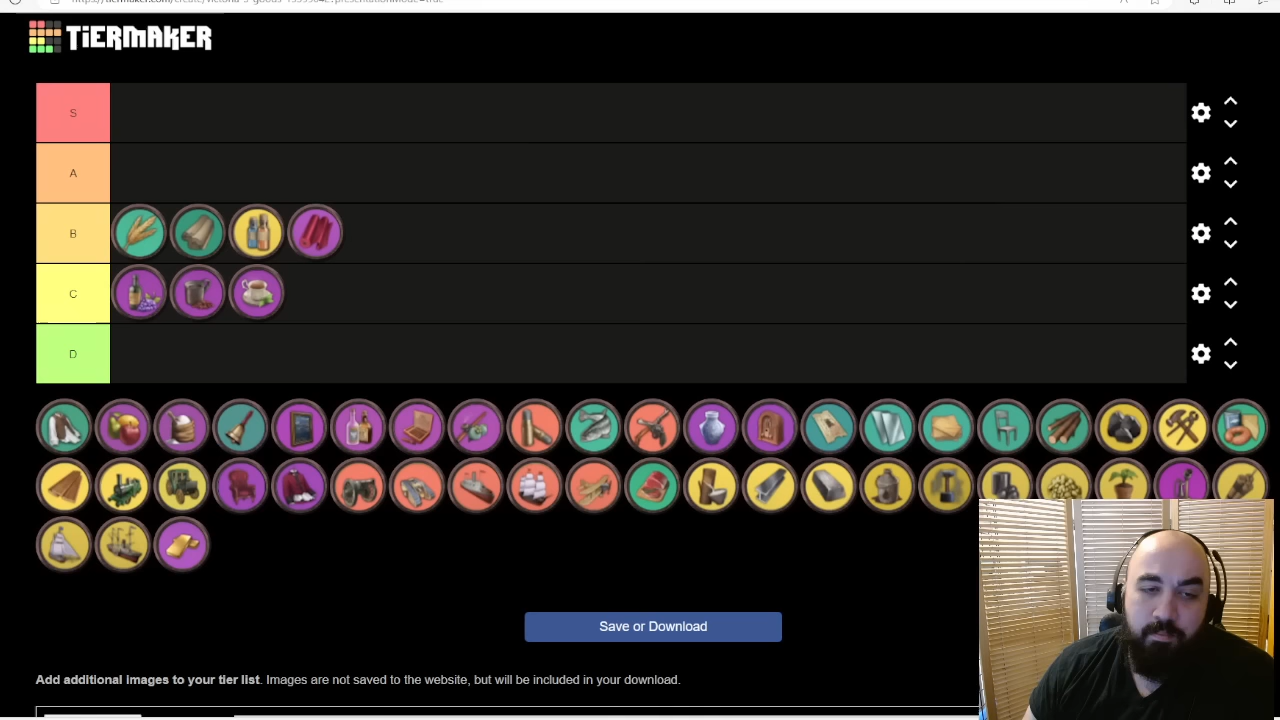 TiERMAKER
S
A
B
C
D
Save or Download
Add additional images to your tier list. Images are not saved to the website, but will be included in your download.